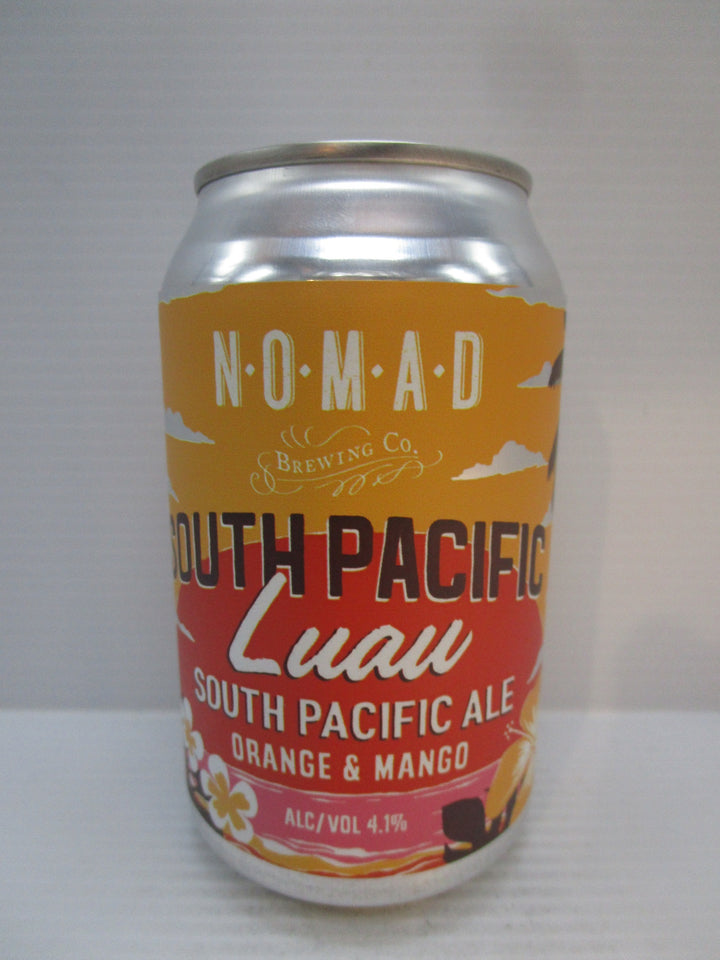 N·O·M·A·D
BREWING CO.
SOUTH PACIFIC
Luau
SOUTH PACIFIC ALE
ORANGE & MANGO
ALC/VOL 4.1%